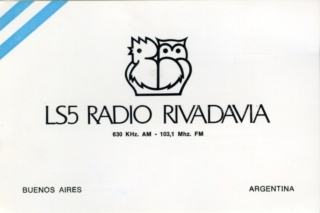 LS5 RADIO RIVADAVIA
630 KHz. AM - 103,1 Mhz. FM
BUENOS AIRES
ARGENTINA